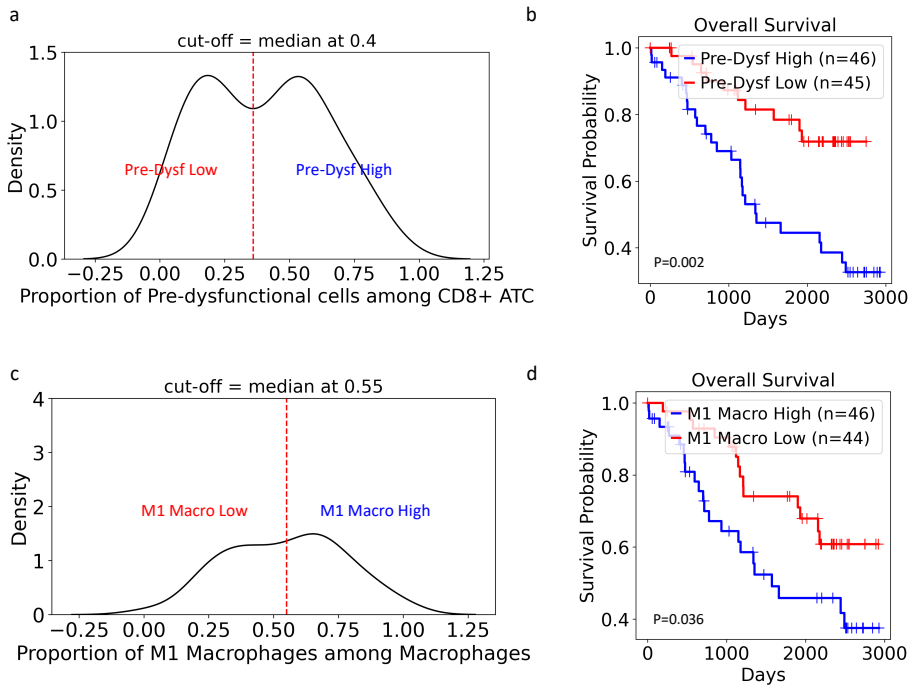 a
cut-off = median at 0.4
1.5
1.0
0.5
0.0
Density
Pre-Dysf Low
Pre-Dysf High
−0.25 0.00 0.25 0.50 0.75 1.00 1.25
Proportion of Pre-dysfunctional cells among CD8+ ATC
b
Overall Survival
Pre-Dysf High (n=46)
Pre-Dysf Low (n=45)
1.0
0.8
0.6
0.4
Survival Probability
P=0.002
0 1000 2000 3000
Days
c
cut-off = median at 0.55
4
3
2
1
0
Density
M1 Macro Low
M1 Macro High
−0.25 0.00 0.25 0.50 0.75 1.00 1.25
Proportion of M1 Macrophages among Macrophages
d
Overall Survival
M1 Macro High (n=46)
M1 Macro Low (n=44)
1.0
0.8
0.6
0.4
Survival Probability
P=0.036
0 1000 2000 3000
Days